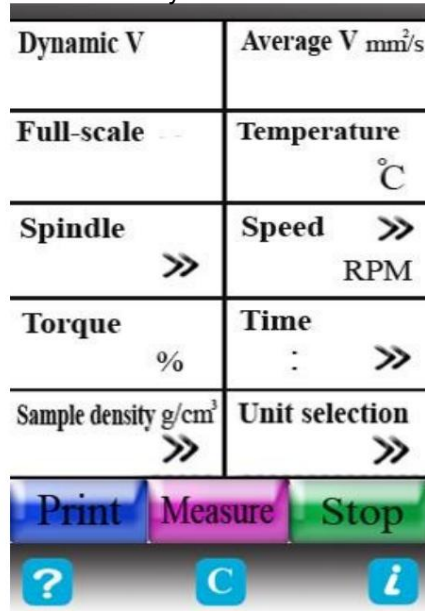 Dynamic V
Average V mm²/s
Full-scale
Temperature
℃
Spindle
>>
Speed >>
RPM
Torque
%
Time
: >>
Sample density g/cm³
>>
Unit selection
>>
Print
Measure
Stop
?
C
i